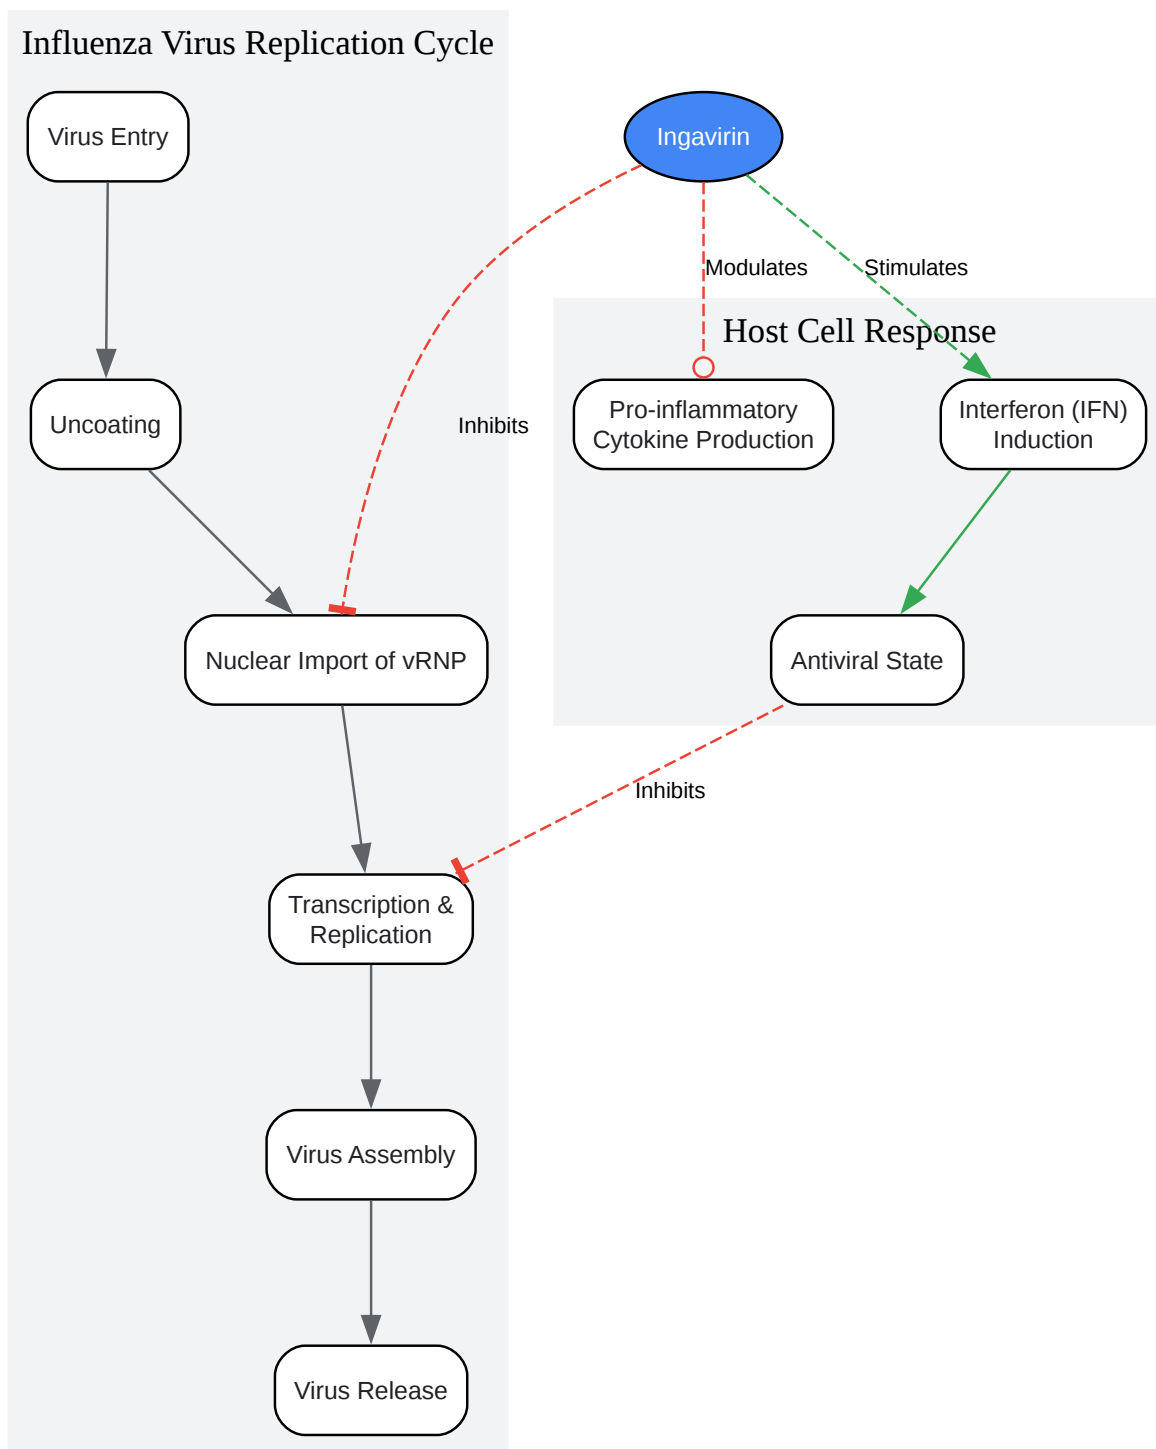 Influenza Virus Replication Cycle
Virus Entry
Ingavirin
Modulates
Stimulates
Host Cell Response
Uncoating
Inhibits
Pro-inflammatory
Cytokine Production
Interferon (IFN)
Induction
Nuclear Import of vRNP
Antiviral State
Inhibits
Transcription &
Replication
Virus Assembly
Virus Release